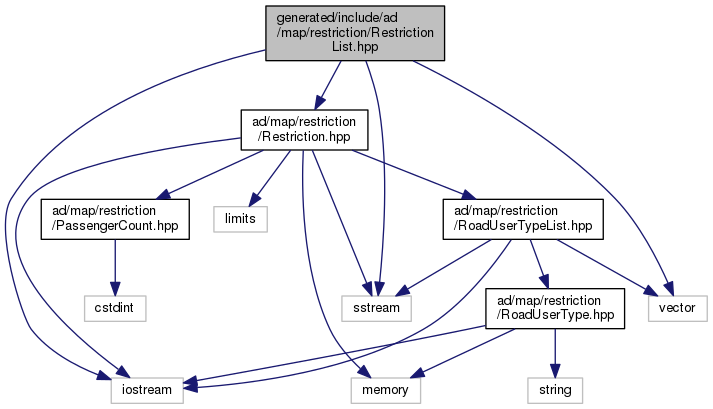 generated/include/ad
/map/restriction/Restriction
List.hpp
ad/map/restriction
/Restriction.hpp
ad/map/restriction
/PassengerCount.hpp
limits
ad/map/restriction
/RoadUserTypeList.hpp
cstdint
sstream
ad/map/restriction
/RoadUserType.hpp
vector
iostream
memory
string